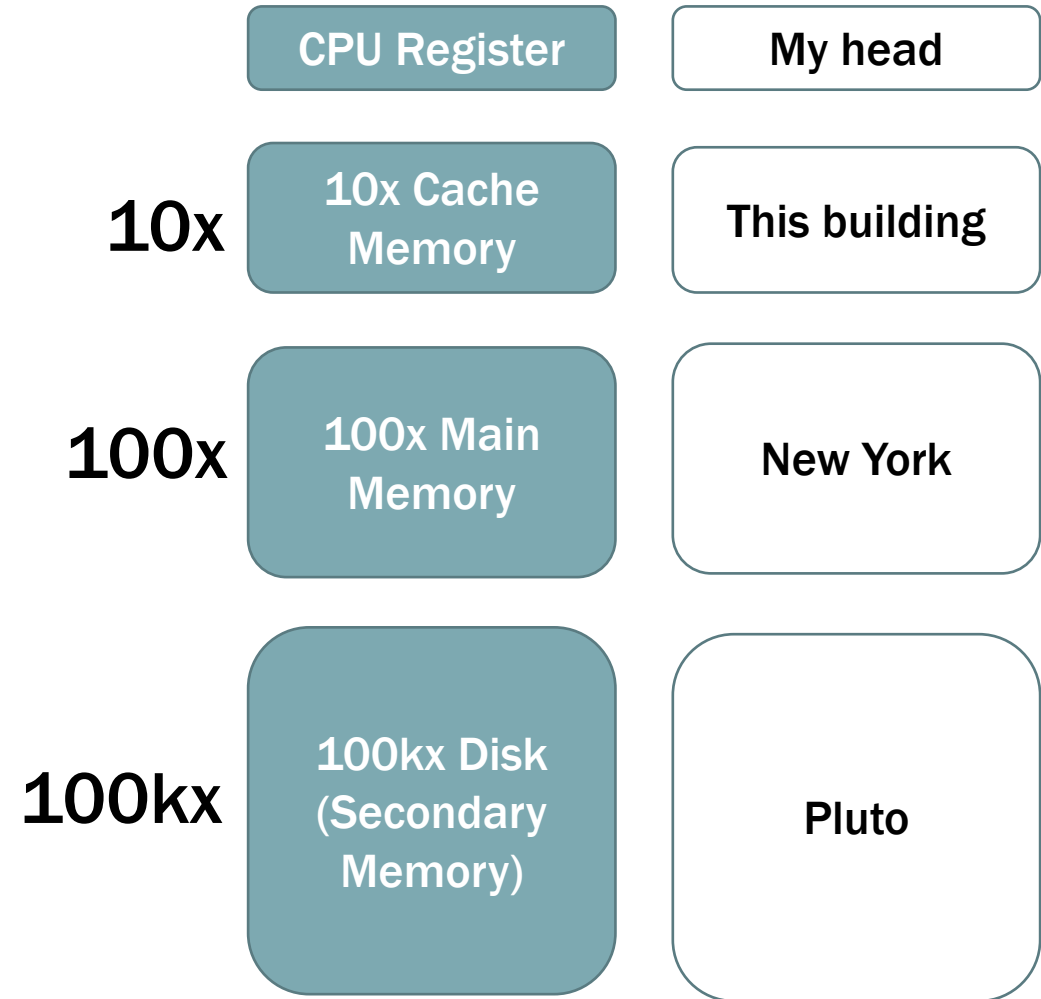 CPU Register
My head
10x
10x Cache
Memory
This building
100x
100x Main
Memory
New York
100kx
100kx Disk
(Secondary
Memory)
Pluto